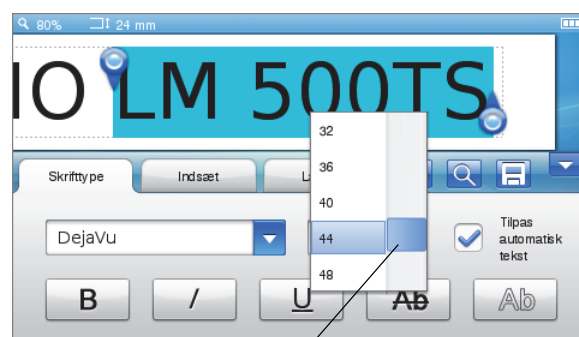 80% 24 mm
IO LM 500TS
Skrifttype Indsæt L
32
36
40
44
48
DejaVu
Tilpas
automatisk
tekst
B I U Ab Ab